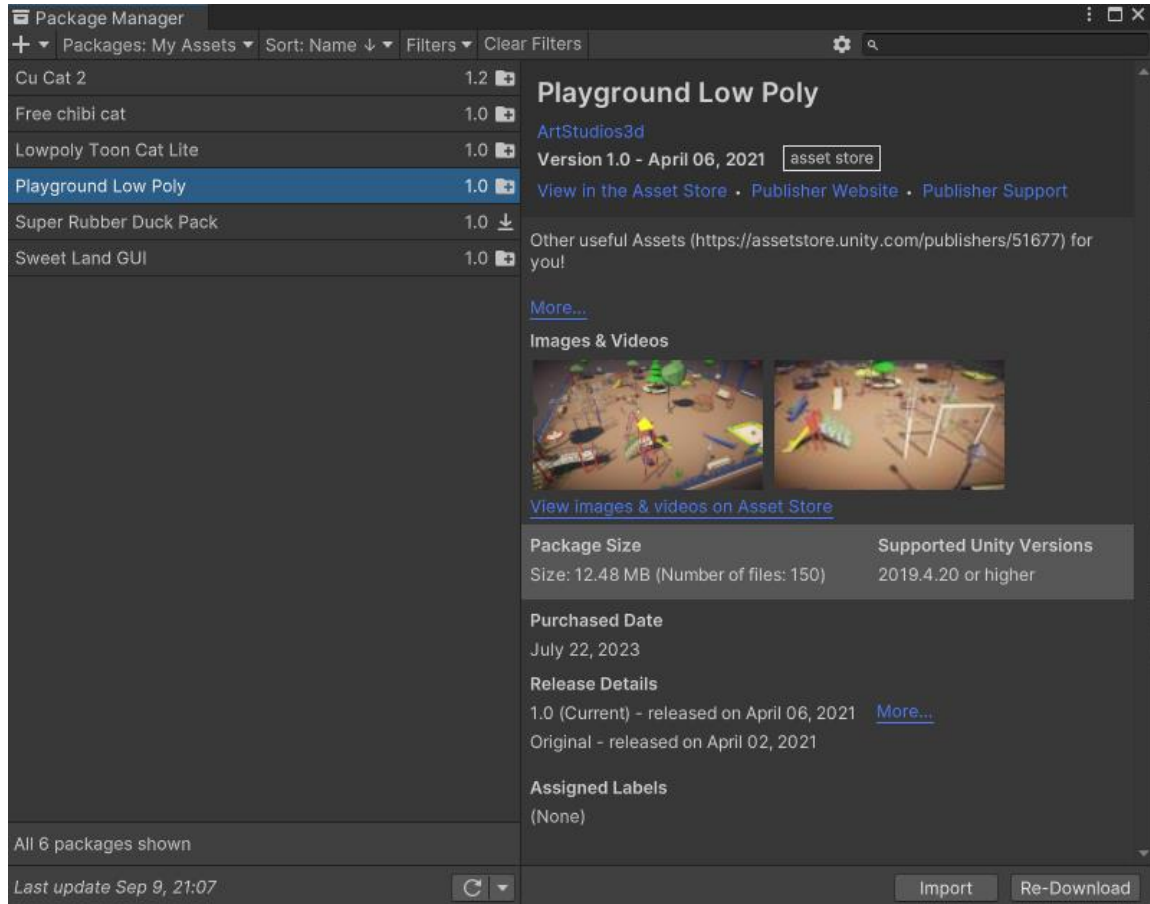 Package Manager
+ Packages: My Assets Sort: Name ↓ Filters Clear Filters
Cu Cat 2 1.2
Free chibi cat 1.0
Lowpoly Toon Cat Lite 1.0
Playground Low Poly 1.0
Super Rubber Duck Pack 1.0
Sweet Land GUI 1.0
All 6 packages shown
Last update Sep 9, 21:07
Playground Low Poly
ArtStudios3d
Version 1.0 - April 06, 2021 asset store
View in the Asset Store • Publisher Website • Publisher Support
Other useful Assets (https://assetstore.unity.com/publishers/51677) for
you!
More...
Images & Videos
View images & videos on Asset Store
Package Size Supported Unity Versions
Size: 12.48 MB (Number of files: 150) 2019.4.20 or higher
Purchased Date
July 22, 2023
Release Details
1.0 (Current) - released on April 06, 2021 More...
Original - released on April 02, 2021
Assigned Labels
(None)
Import Re-Download